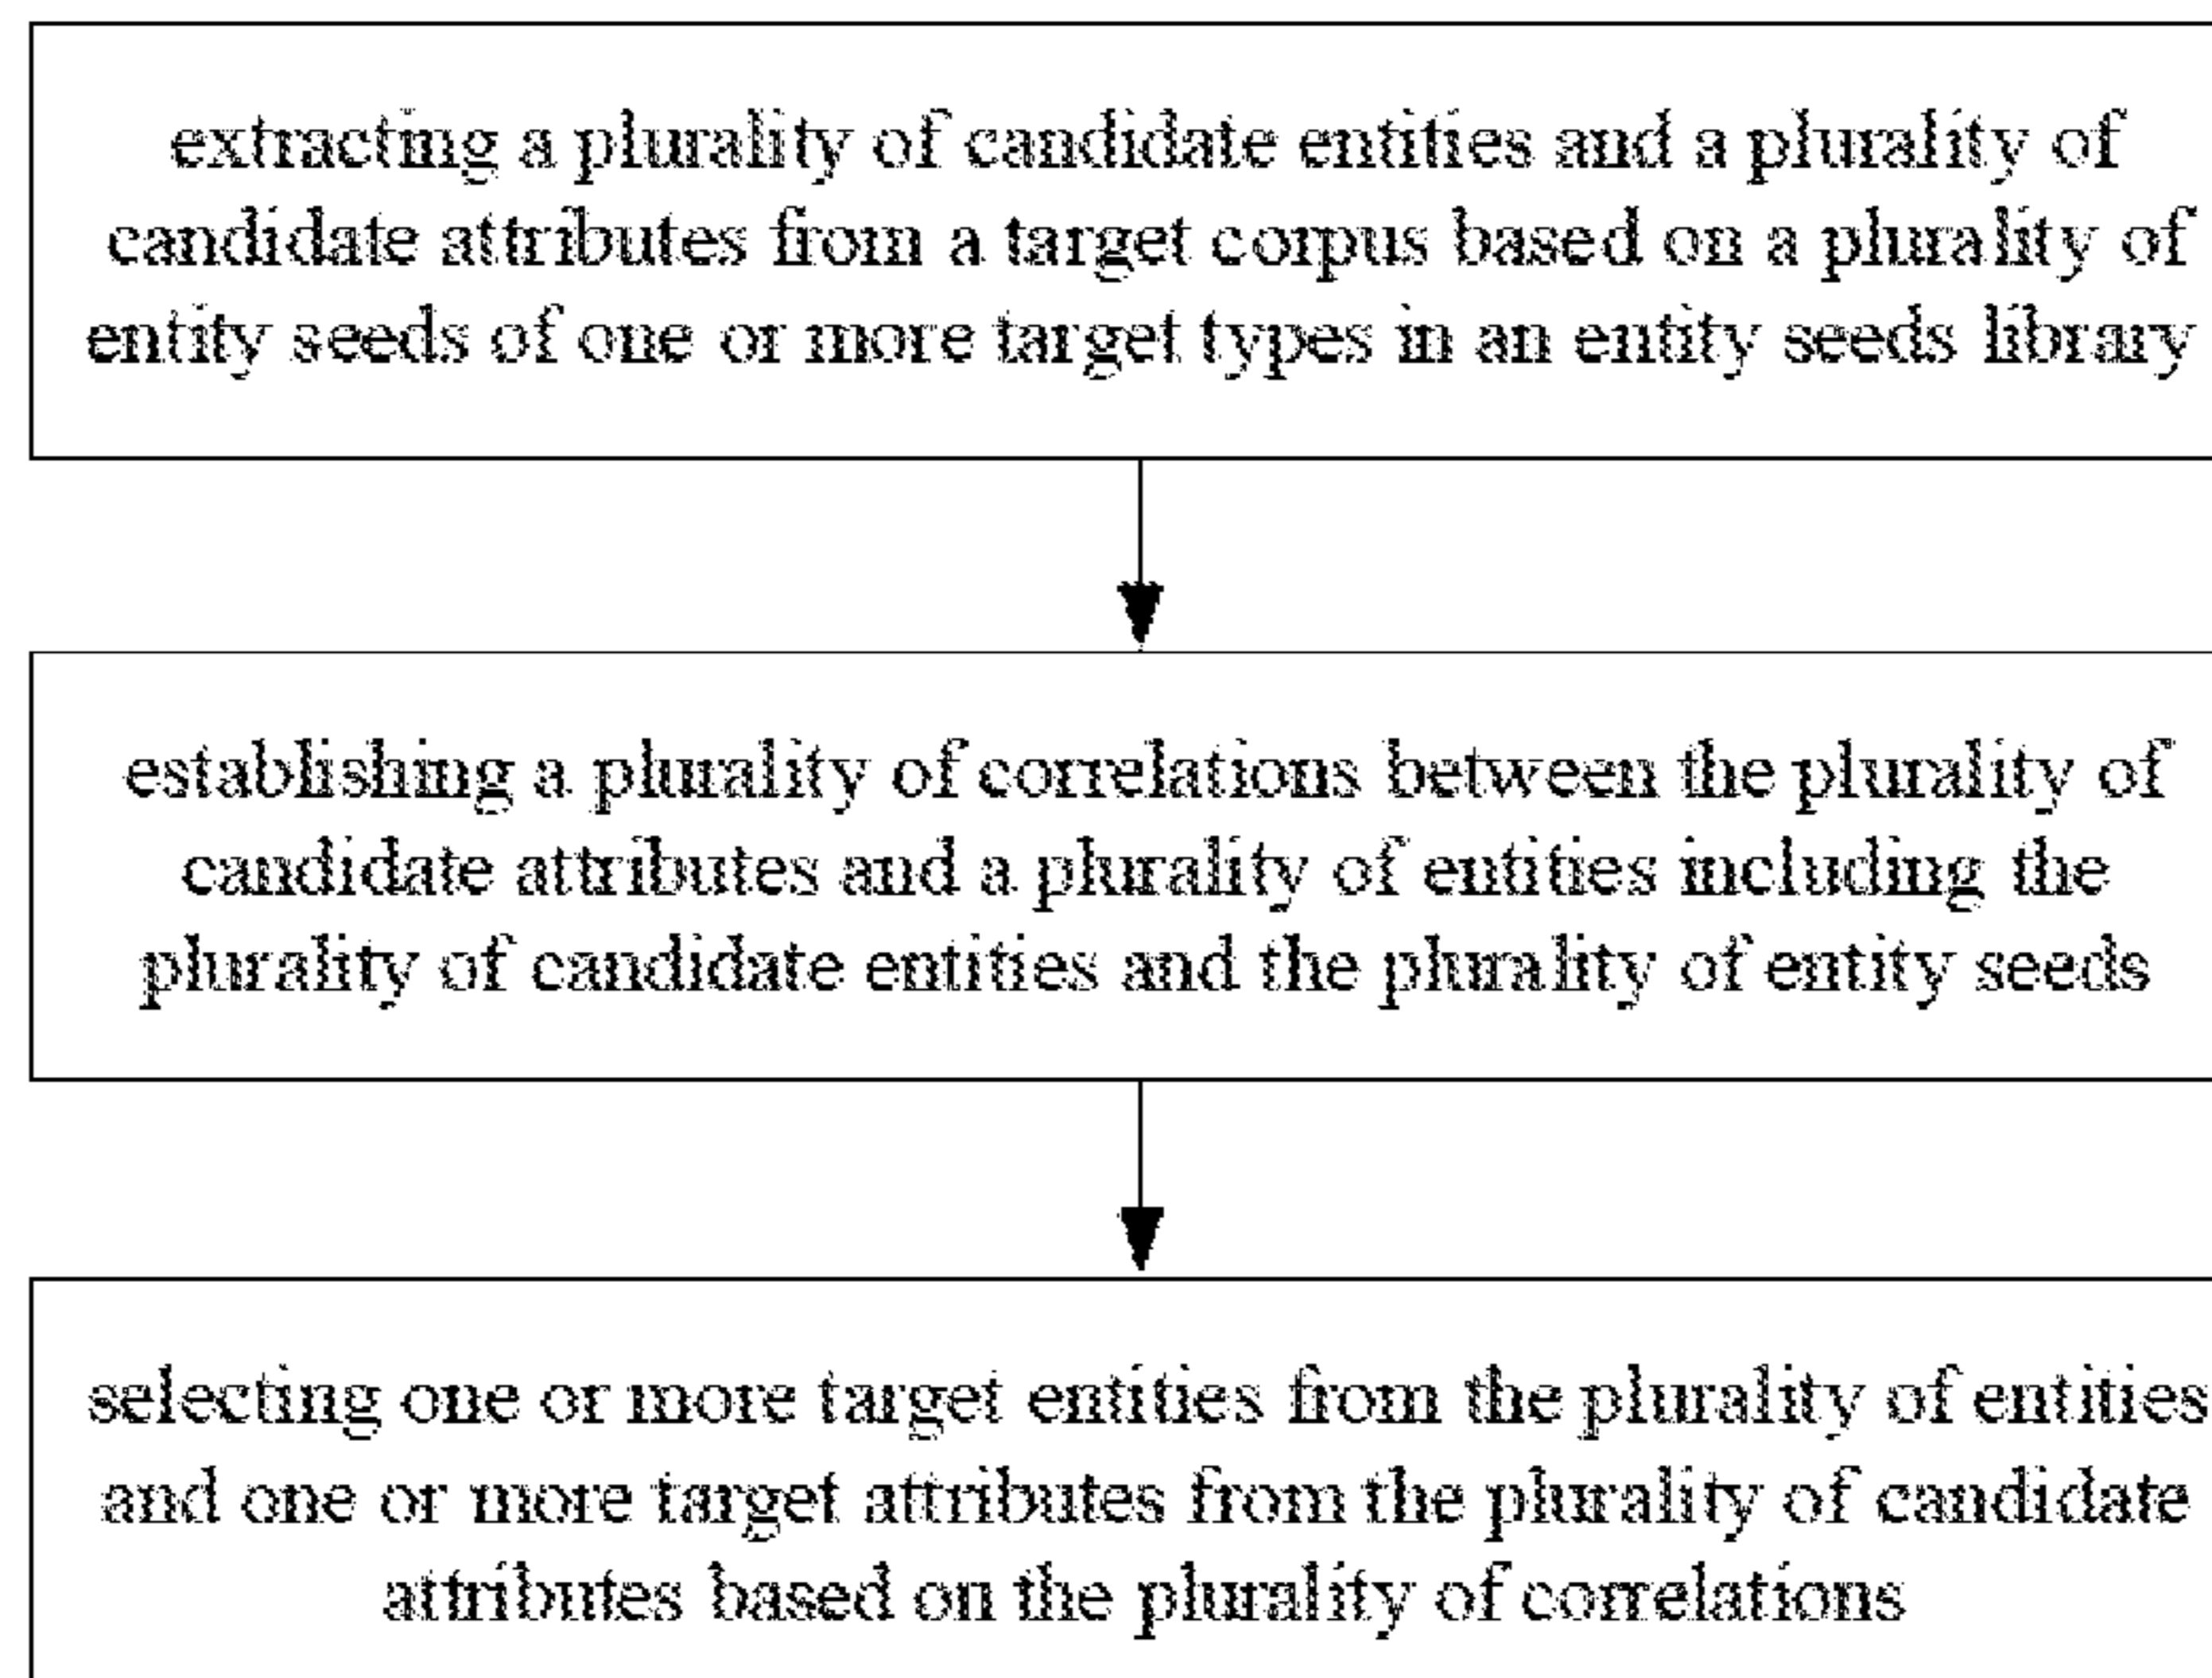 extracting a plurality of candidate entities and a plurality of
candidate attributes from a target corpus based on a plurality of
entity seeds of one or more target types in an entity seeds library
establishing a plurality of correlations between the plurality of
candidate attributes and a plurality of entities including the
plurality of candidate entities and the plurality of entity seeds
selecting one or more target entities from the plurality of entities
and one or more target attributes from the plurality of candidate
attributes based on the plurality of correlations